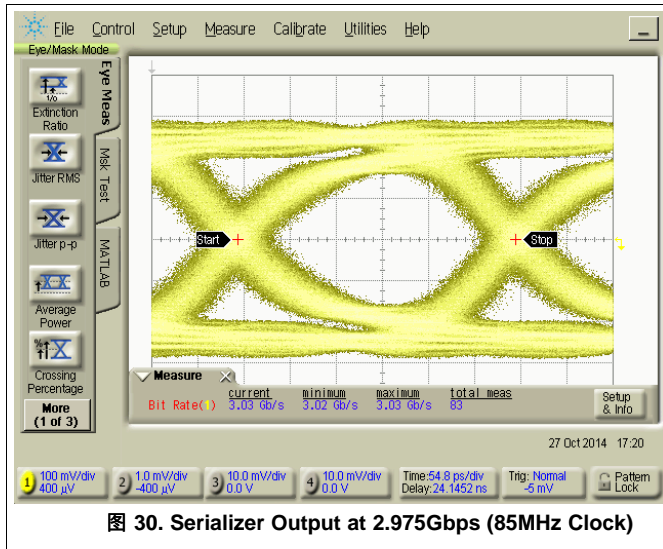 File Control Setup Measure Calibrate Utilities Help
Eye/Mask Mode
Eye Meas
Msk Test
MATLAB
1/0
Extinction
Ratio
Jitter RMS
Jitter p-p
Average
Power
%
Crossing
Percentage
More
(1 of 3)
Start
Stop
Measure
current minimum maximum total meas
Bit Rate(1) 3.03 Gb/s 3.02 Gb/s 3.03 Gb/s 83
Setup
& Info
27 Oct 2014 17:20
1 100 mV/div
400 µV
2 1.0 mV/div
-400 µV
3 10.0 mV/div
0.0 V
4 10.0 mV/div
0.0 V
Time:54.8 ps/div
Delay:24.1452 ns
Trig: Normal
-5 mV
Pattern
Lock
图 30. Serializer Output at 2.975Gbps (85MHz Clock)